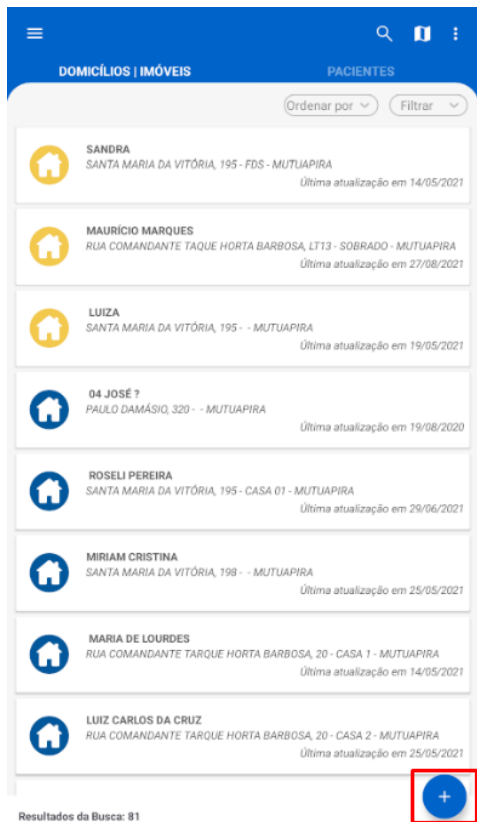 DOMICÍLIOS | IMÓVEIS PACIENTES
Ordenar por Filtrar
SANDRA
SANTA MARIA DA VITÓRIA, 195 - FDS - MUTUAPIRA
Última atualização em 14/05/2021
MAURÍCIO MARQUES
RUA COMANDANTE TAQUE HORTA BARBOSA, LT13 - SOBRADO - MUTUAPIRA
Última atualização em 27/08/2021
LUIZA
SANTA MARIA DA VITÓRIA, 195 - - MUTUAPIRA
Última atualização em 19/05/2021
04 JOSÉ ?
PAULO DAMÁSIO, 320 - - MUTUAPIRA
Última atualização em 19/08/2020
ROSELI PEREIRA
SANTA MARIA DA VITÓRIA, 195 - CASA 01 - MUTUAPIRA
Última atualização em 29/06/2021
MIRIAM CRISTINA
SANTA MARIA DA VITÓRIA, 198 - - MUTUAPIRA
Última atualização em 25/05/2021
MARIA DE LOURDES
RUA COMANDANTE TARQUE HORTA BARBOSA, 20 - CASA 1 - MUTUAPIRA
Última atualização em 14/05/2021
LUIZ CARLOS DA CRUZ
RUA COMANDANTE TARQUE HORTA BARBOSA, 20 - CASA 2 - MUTUAPIRA
Última atualização em 25/05/2021
Resultados da Busca: 81